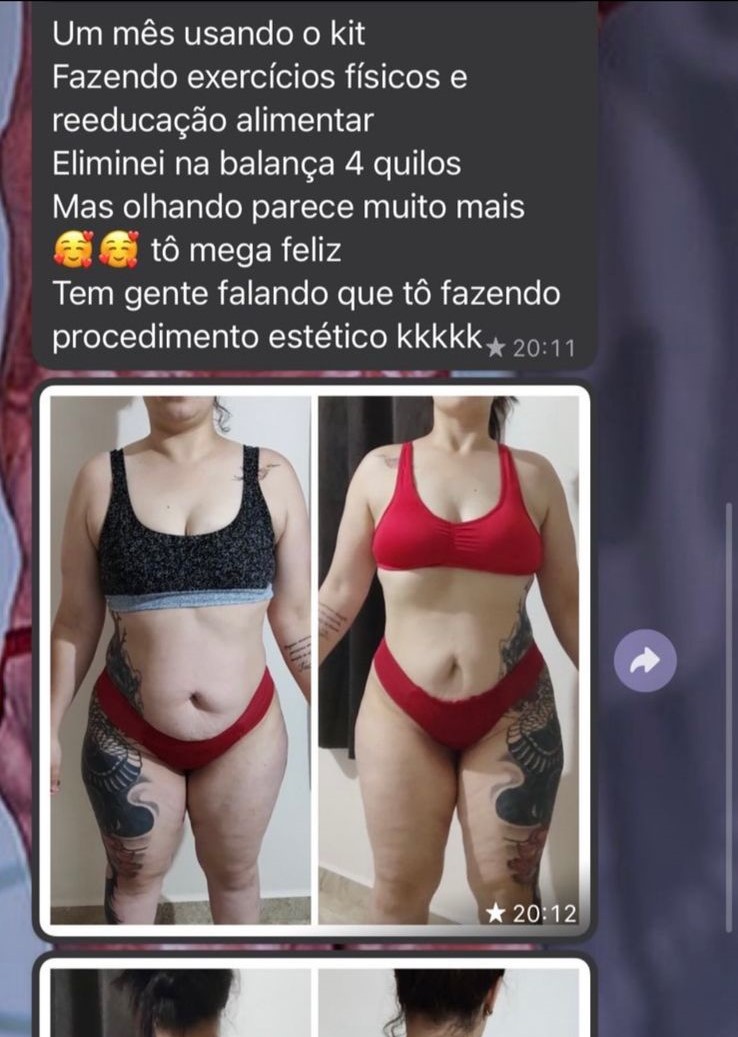 Um mês usando o kit
Fazendo exercícios físicos e
reeducação alimentar
Eliminei na balança 4 quilos
Mas olhando parece muito mais
🥰🥰 tô mega feliz
Tem gente falando que tô fazendo
procedimento estético kkkkk ★ 20:11
★ 20:12